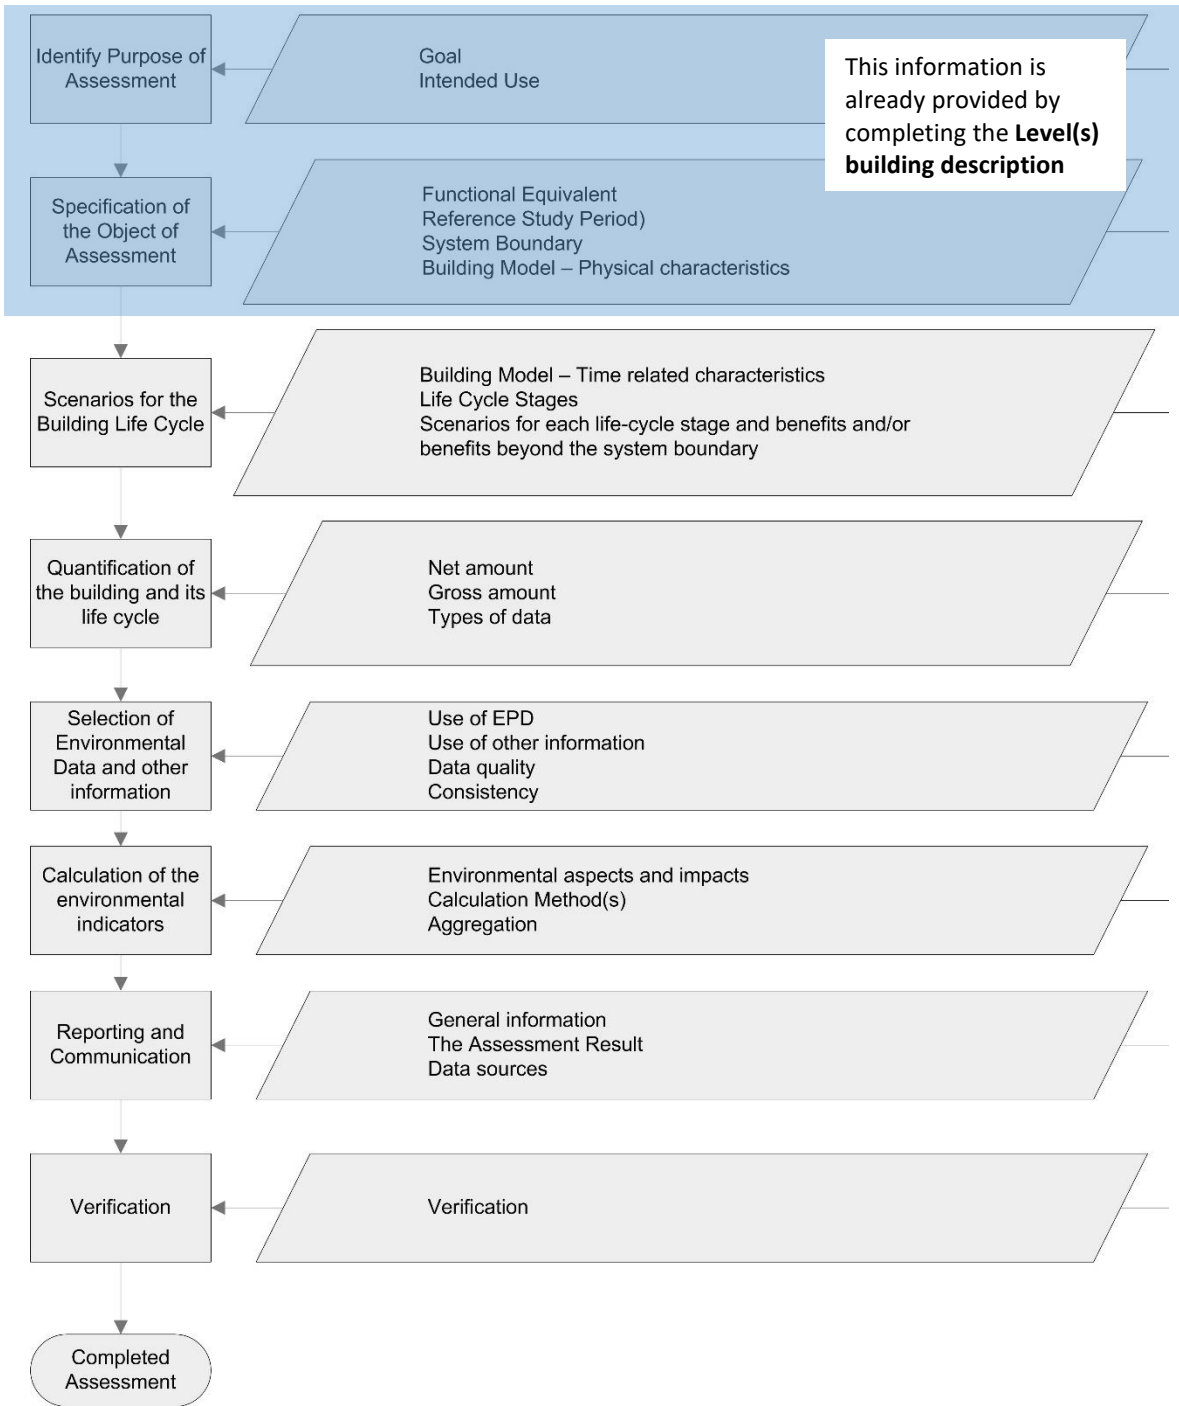 Identify Purpose of
Assessment
Goal
Intended Use
This information is
already provided by
completing the Level(s)
building description
Specification of
the Object of
Assessment
Functional Equivalent
Reference Study Period)
System Boundary
Building Model – Physical characteristics
Scenarios for the
Building Life Cycle
Building Model – Time related characteristics
Life Cycle Stages
Scenarios for each life-cycle stage and benefits and/or
benefits beyond the system boundary
Quantification of
the building and its
life cycle
Net amount
Gross amount
Types of data
Selection of
Environmental
Data and other
information
Use of EPD
Use of other information
Data quality
Consistency
Calculation of the
environmental
indicators
Environmental aspects and impacts
Calculation Method(s)
Aggregation
Reporting and
Communication
General information
The Assessment Result
Data sources
Verification
Verification
Completed
Assessment